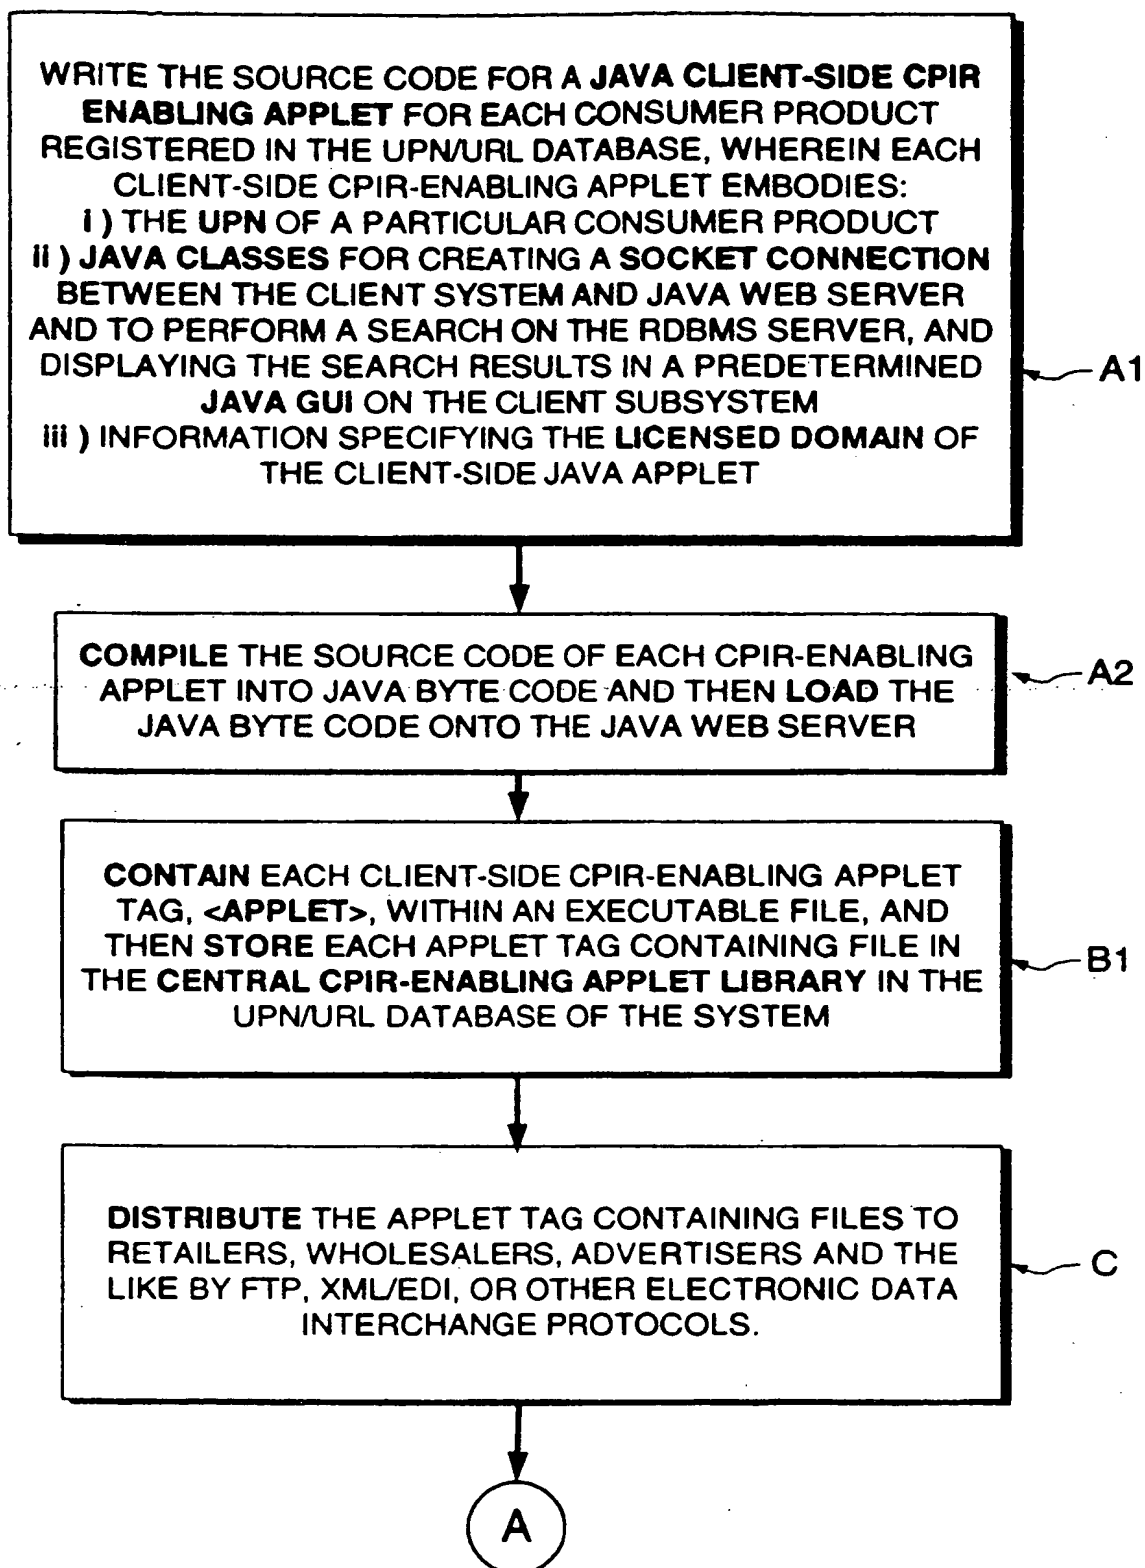 WRITE THE SOURCE CODE FOR A JAVA CLIENT-SIDE CPIR
ENABLING APPLET FOR EACH CONSUMER PRODUCT
REGISTERED IN THE UPN/URL DATABASE, WHEREIN EACH
CLIENT-SIDE CPIR-ENABLING APPLET EMBODIES:
i ) THE UPN OF A PARTICULAR CONSUMER PRODUCT
ii ) JAVA CLASSES FOR CREATING A SOCKET CONNECTION
BETWEEN THE CLIENT SYSTEM AND JAVA WEB SERVER
AND TO PERFORM A SEARCH ON THE RDBMS SERVER, AND
DISPLAYING THE SEARCH RESULTS IN A PREDETERMINED
JAVA GUI ON THE CLIENT SUBSYSTEM
iii ) INFORMATION SPECIFYING THE LICENSED DOMAIN OF
THE CLIENT-SIDE JAVA APPLET
A1
COMPILE THE SOURCE CODE OF EACH CPIR-ENABLING
APPLET INTO JAVA BYTE CODE AND THEN LOAD THE
JAVA BYTE CODE ONTO THE JAVA WEB SERVER
A2
CONTAIN EACH CLIENT-SIDE CPIR-ENABLING APPLET
TAG, <APPLET>, WITHIN AN EXECUTABLE FILE, AND
THEN STORE EACH APPLET TAG CONTAINING FILE IN
THE CENTRAL CPIR-ENABLING APPLET LIBRARY IN THE
UPN/URL DATABASE OF THE SYSTEM
B1
DISTRIBUTE THE APPLET TAG CONTAINING FILES TO
RETAILERS, WHOLESALERS, ADVERTISERS AND THE
LIKE BY FTP, XML/EDI, OR OTHER ELECTRONIC DATA
INTERCHANGE PROTOCOLS.
C
A